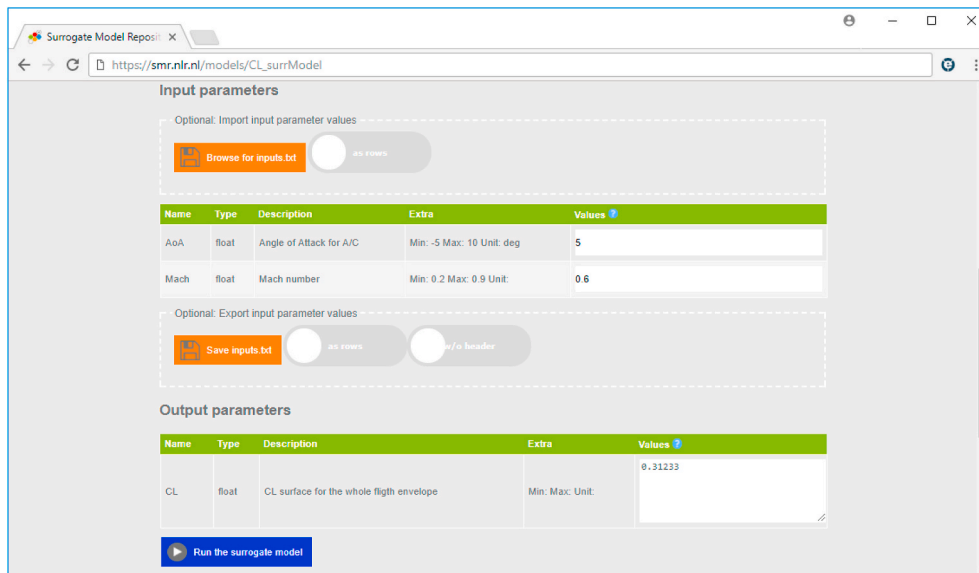 Surrogate Model Reposit
https://smr.nlr.nl/models/CL_surrModel
Input parameters
Optional: Import input parameter values
Browse for inputs.txt as rows
Name Type Description Extra Values ?
AoA float Angle of Attack for A/C Min: -5 Max: 10 Unit: deg 5
Mach float Mach number Min: 0.2 Max: 0.9 Unit: 0.6
Optional: Export input parameter values
Save inputs.txt as rows w/o header
Output parameters
Name Type Description Extra Values ?
0.31233
CL float CL surface for the whole fligth envelope Min: Max: Unit:
Run the surrogate model